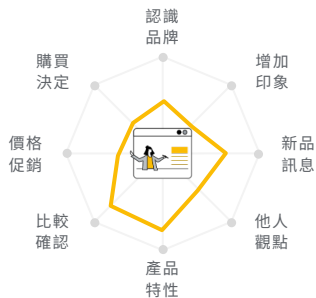 認識
品牌
增加
印象
新品
訊息
他人
觀點
產品
特性
比較
確認
價格
促銷
購買
決定